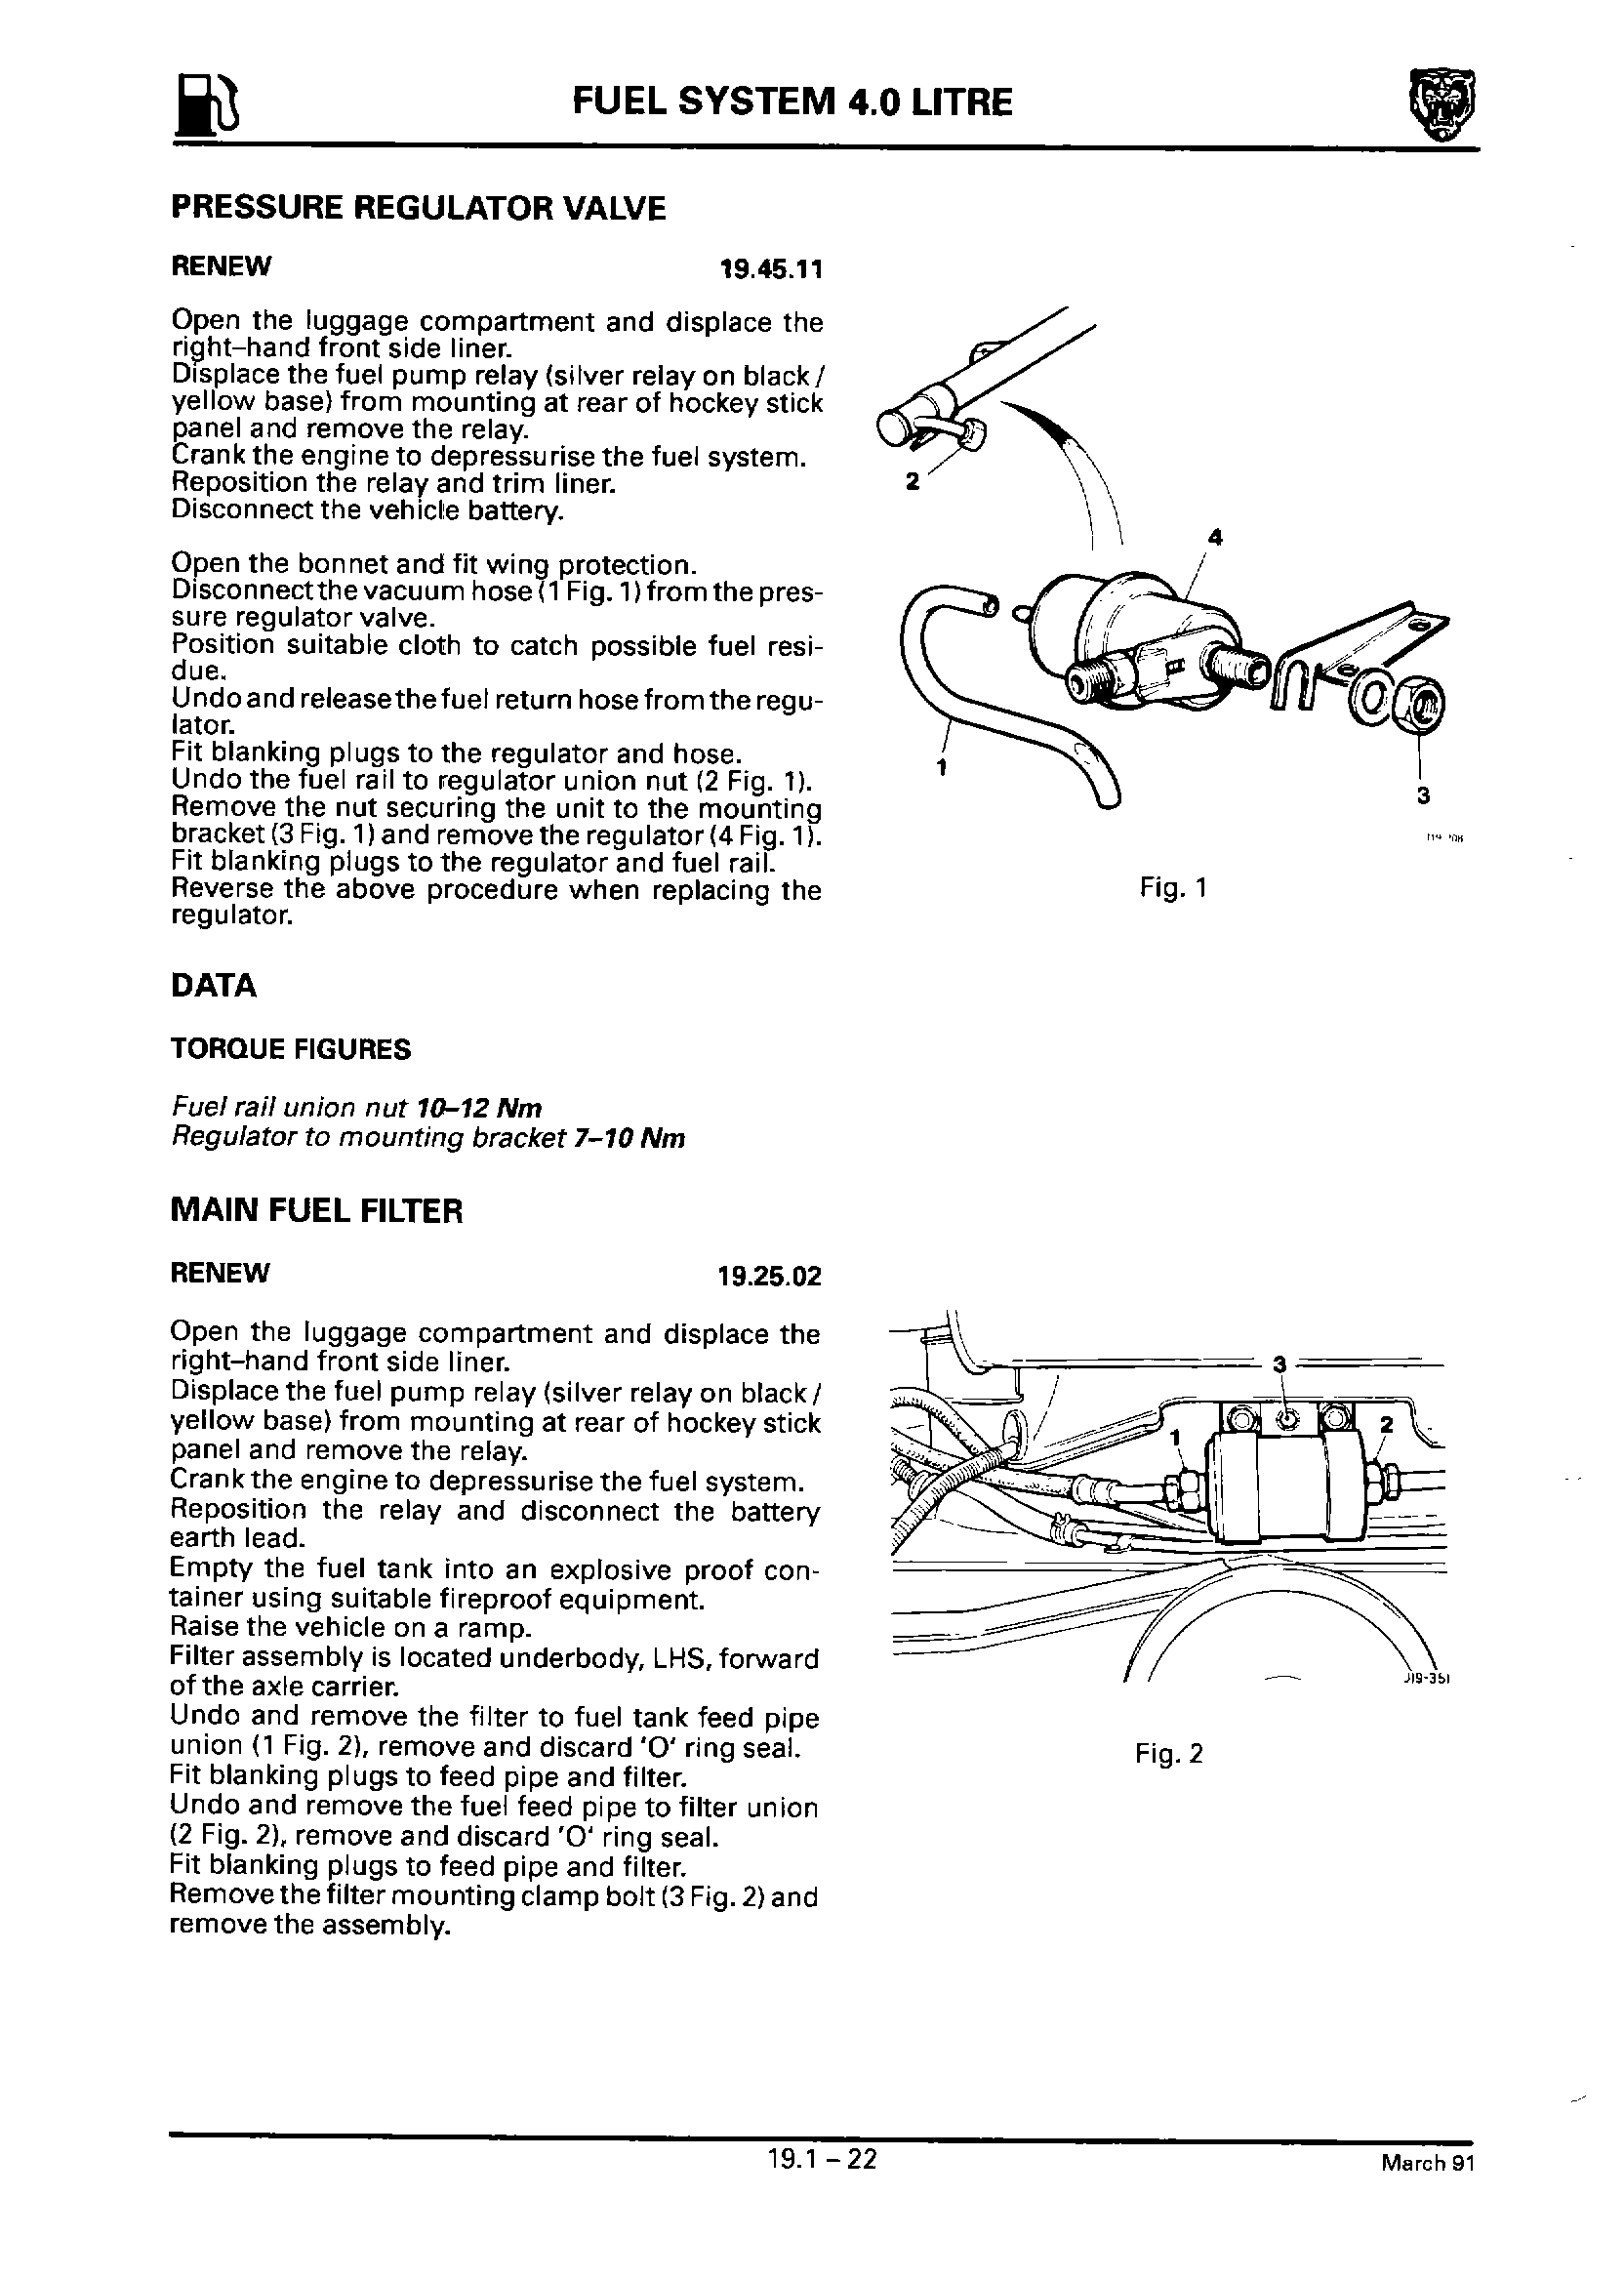 FUEL SYSTEM 4.0 LITRE
PRESSURE REGULATOR VALVE
RENEW 19.45.11
Open the luggage compartment and displace the
right-hand front side liner.
Displace the fuel pump relay (silver relay on black/
yellow base) from mounting at rear of hockey stick
panel and remove the relay.
Crank the engine to depressurise the fuel system.
Reposition the relay and trim liner.
Disconnect the vehicle battery.
Open the bonnet and fit wing protection.
Disconnect the vacuum hose (1 Fig. 1) from the pres-
sure regulator valve.
Position suitable cloth to catch possible fuel resi-
due.
Undo and release the fuel return hose from the regu-
lator.
Fit blanking plugs to the regulator and hose.
Undo the fuel rail to regulator union nut (2 Fig. 1).
Remove the nut securing the unit to the mounting
bracket (3 Fig. 1) and remove the regulator (4 Fig. 1).
Fit blanking plugs to the regulator and fuel rail.
Reverse the above procedure when replacing the
regulator.
2
4
1
3
Fig. 1
DATA
TORQUE FIGURES
Fuel rail union nut 10-12 Nm
Regulator to mounting bracket 7-10 Nm
MAIN FUEL FILTER
RENEW 19.25.02
Open the luggage compartment and displace the
right-hand front side liner.
Displace the fuel pump relay (silver relay on black/
yellow base) from mounting at rear of hockey stick
panel and remove the relay.
Crank the engine to depressurise the fuel system.
Reposition the relay and disconnect the battery
earth lead.
Empty the fuel tank into an explosive proof con-
tainer using suitable fireproof equipment.
Raise the vehicle on a ramp.
Filter assembly is located underbody, LHS, forward
of the axle carrier.
Undo and remove the filter to fuel tank feed pipe
union (1 Fig. 2), remove and discard 'O' ring seal.
Fit blanking plugs to feed pipe and filter.
Undo and remove the fuel feed pipe to filter union
(2 Fig. 2), remove and discard 'O' ring seal.
Fit blanking plugs to feed pipe and filter.
Remove the filter mounting clamp bolt (3 Fig. 2) and
remove the assembly.
3
1
2
J19-351
Fig. 2
19.1 - 22
March 91